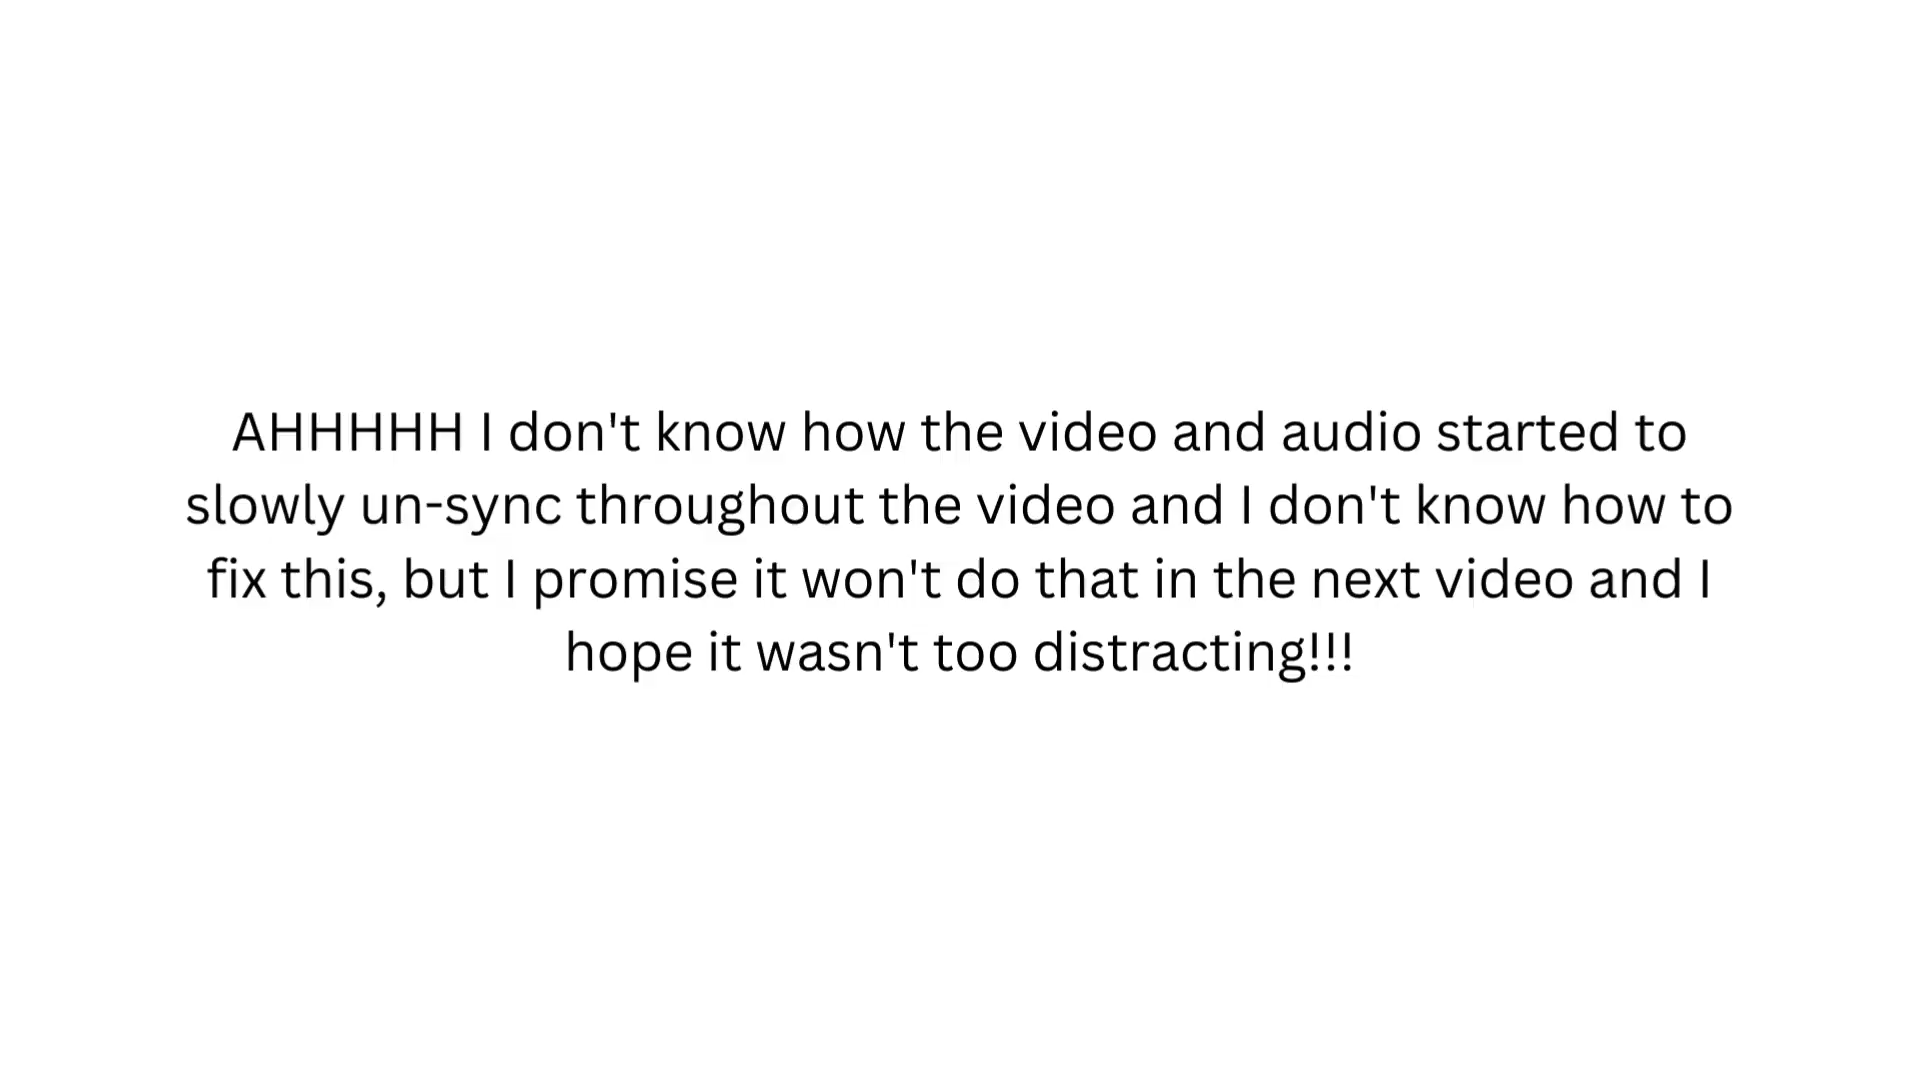 AHHHHH I don't know how the video and audio started to
slowly un-sync throughout the video and I don't know how to
fix this, but I promise it won't do that in the next video and I
hope it wasn't too distracting!!!